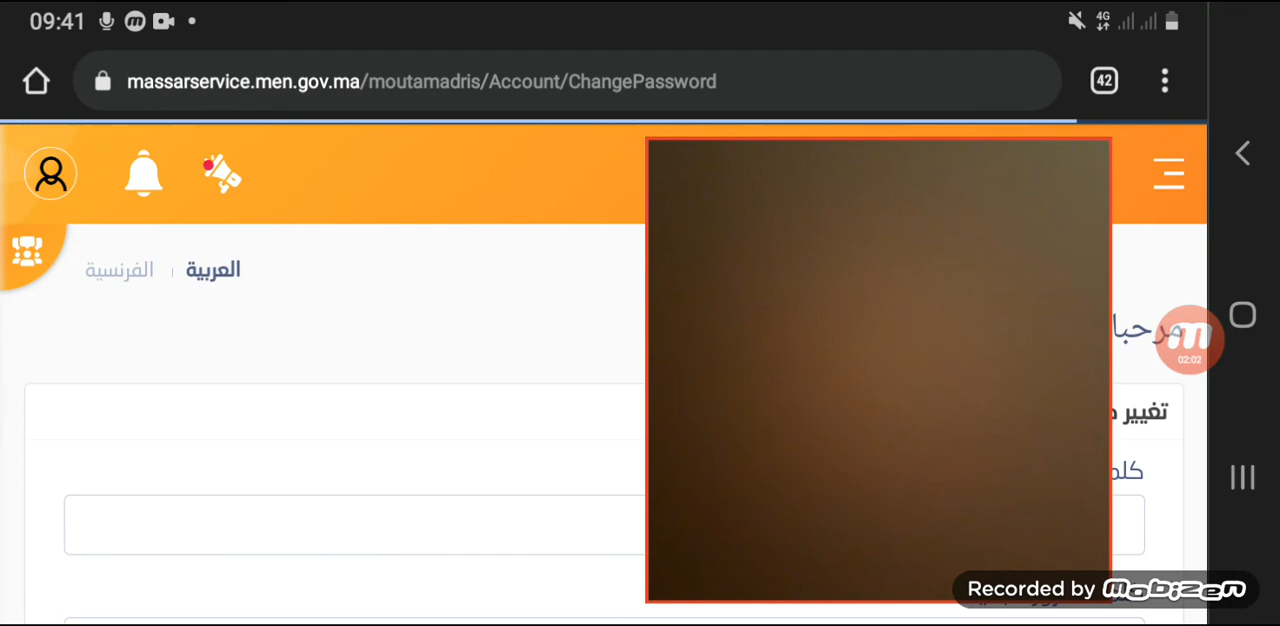 09:41
4G
massarservice.men.gov.ma/moutamadris/Account/ChangePassword
42
العربية
الفرنسية
مرحبا
02:02
تغيير
Recorded by mobizen